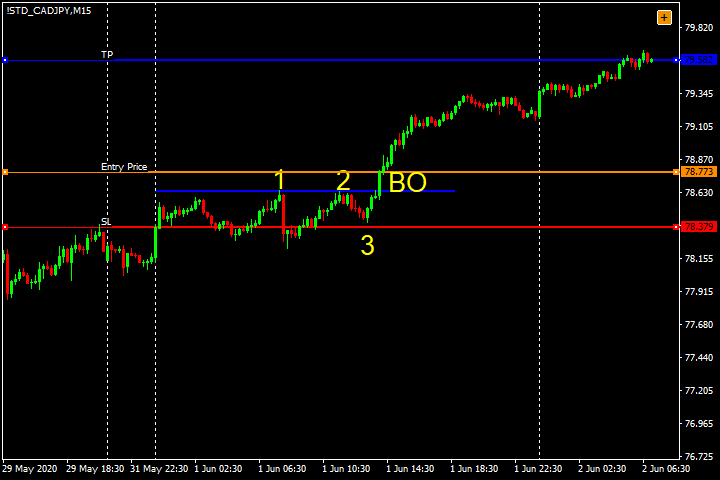 !STD_CADJPY,M15
+
79.820
TP
79.345
79.105
78.870
Entry Price
78.773
1
2
BO
78.630
SL
78.379
3
78.155
77.915
77.680
77.440
77.205
76.965
76.725
29 May 2020
29 May 18:30
31 May 22:30
1 Jun 02:30
1 Jun 06:30
1 Jun 10:30
1 Jun 14:30
1 Jun 18:30
1 Jun 22:30
2 Jun 02:30
2 Jun 06:30